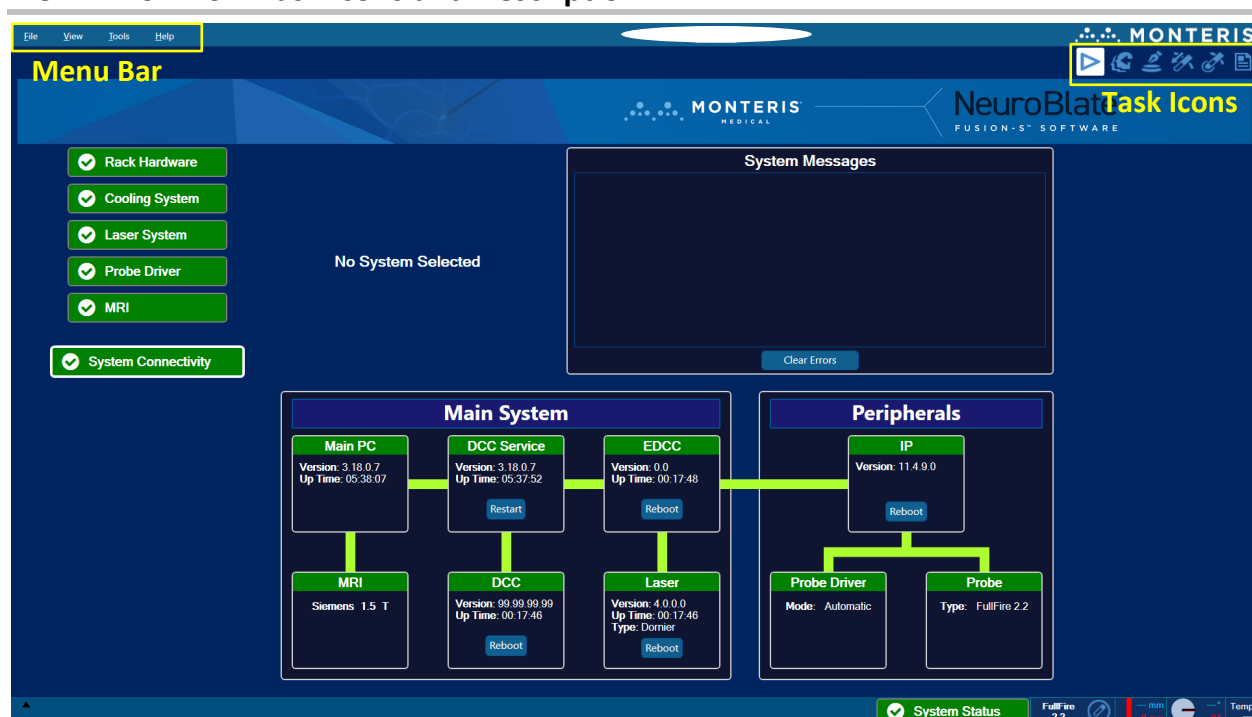 File View Tools Help
MONTERIS
Menu Bar
Task Icons
MONTERIS
MEDICAL
NeuroBlate
FUSION-S™ SOFTWARE
Rack Hardware
Cooling System
Laser System
Probe Driver
MRI
System Connectivity
No System Selected
System Messages
Clear Errors
Main System
Main PC
Version: 3.18.0.7
Up Time: 05:38:07
DCC Service
Version: 3.18.0.7
Up Time: 05:37:52
Restart
EDCC
Version: 0.0
Up Time: 00:17:48
Reboot
MRI
Siemens 1.5 T
DCC
Version: 99.99.99.99
Up Time: 00:17:46
Reboot
Laser
Version: 4.0.0.0
Up Time: 00:17:46
Type: Dornier
Reboot
Peripherals
IP
Version: 11.4.9.0
Reboot
Probe Driver
Mode: Automatic
Probe
Type: FullFire 2.2
System Status
FullFire
2.2
--- mm
---°
Temp